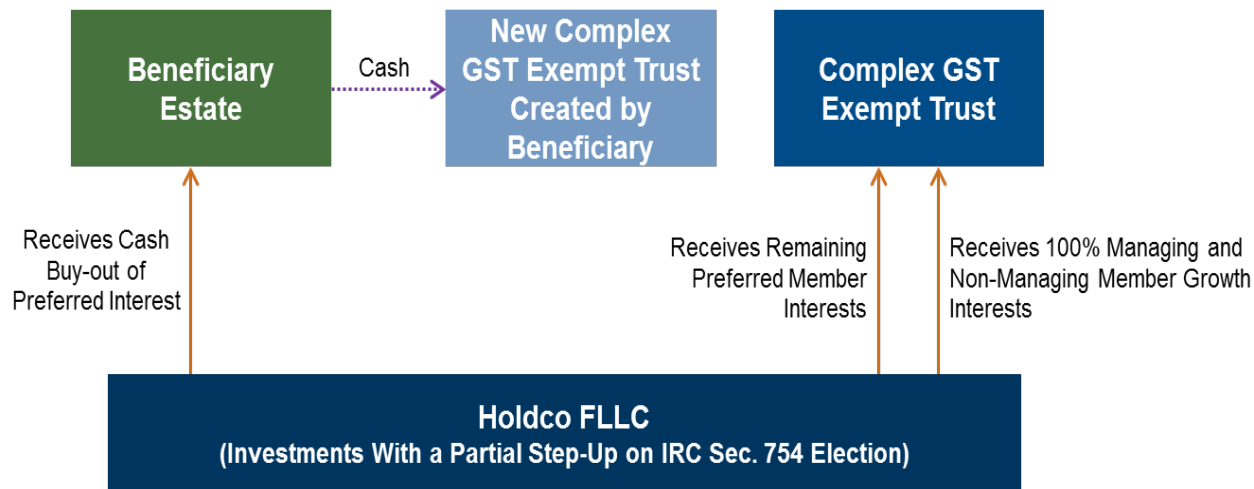 Beneficiary
Estate
Cash
New Complex
GST Exempt Trust
Created by
Beneficiary
Complex GST
Exempt Trust
Receives Cash
Buy-out of
Preferred Interest
Receives Remaining
Preferred Member
Interests
Receives 100% Managing and
Non-Managing Member Growth
Interests
Holdco FLLC
(Investments With a Partial Step-Up on IRC Sec. 754 Election)